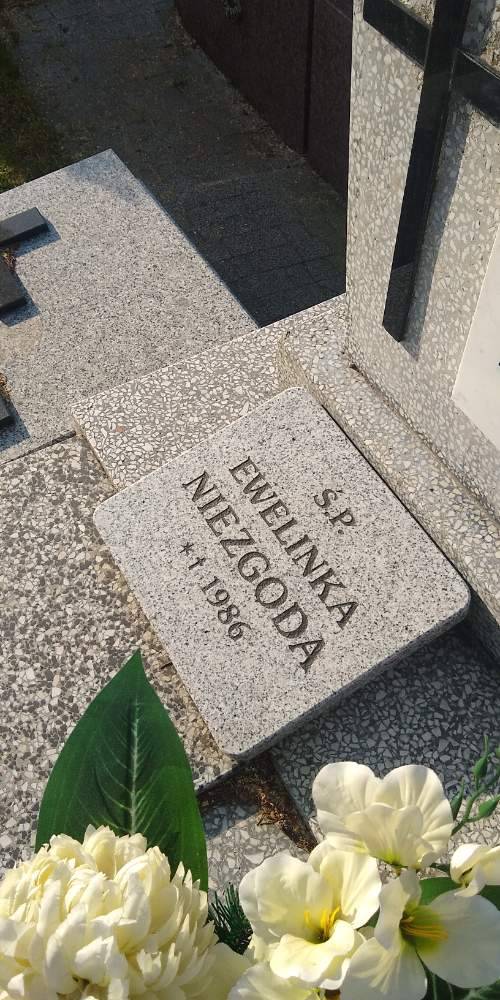 Ś.P.
EWELINKA
NIEZGODA
*† 1986